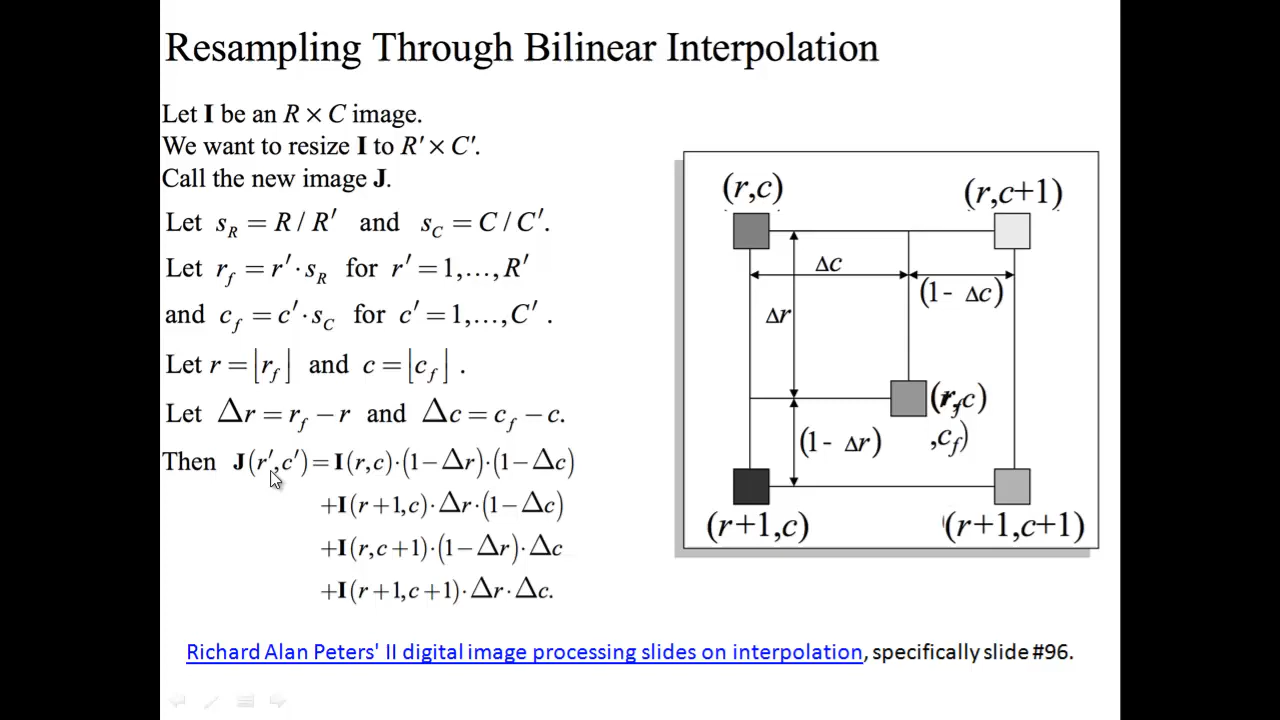 Resampling Through Bilinear Interpolation
Let I be an R × C image.
We want to resize I to R′ × C′.
Call the new image J.
Let s_R = R / R′ and s_C = C / C′.
Let r_f = r′ · s_R for r′ = 1,…,R′
and c_f = c′ · s_C for c′ = 1,…,C′ .
Let r = ⌊r_f⌋ and c = ⌊c_f⌋ .
Let Δr = r_f − r and Δc = c_f − c.
Then J(r′,c′) = I(r,c)·(1−Δr)·(1−Δc)
+I(r+1,c)·Δr·(1−Δc)
+I(r,c+1)·(1−Δr)·Δc
+I(r+1,c+1)·Δr·Δc.
(r,c)
(r,c+1)
Δc
(1- Δc)
Δr
(1- Δr)
,c_f)
(r+1,c)
(r+1,c+1)
Richard Alan Peters' II digital image processing slides on interpolation, specifically slide #96.